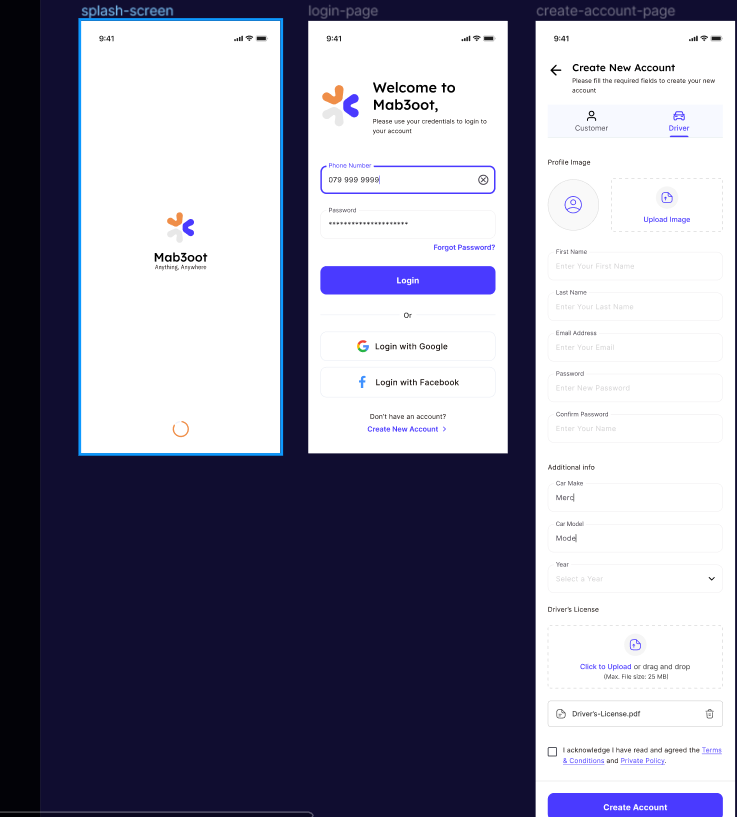 splash-screen
9:41
Mab3oot
Anything, Anywhere
login-page
9:41
Welcome to
Mab3oot,
Please use your credentials to login to
your account
Phone Number
079 999 9999
Password
********************
Forgot Password?
Login
Or
Login with Google
Login with Facebook
Don't have an account?
Create New Account >
create-account-page
9:41
Create New Account
Please fill the required fields to create your new
account
Customer
Driver
Profile Image
Upload Image
First Name
Enter Your First Name
Last Name
Enter Your Last Name
Email Address
Enter Your Email
Password
Enter New Password
Confirm Password
Enter Your Name
Additional info
Car Make
Merc
Car Model
Model
Year
Select a Year
Driver's License
Click to Upload or drag and drop
(Max. File size: 25 MB)
Driver's-License.pdf
I acknowledge I have read and agreed the Terms
& Conditions and Private Policy.
Create Account